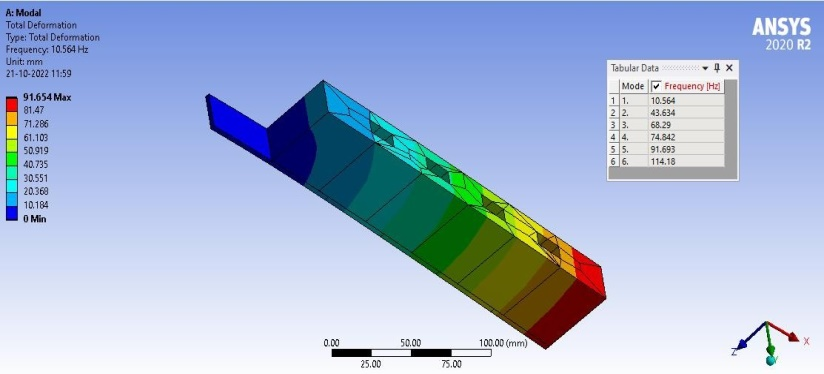 A: Modal
Total Deformation
Type: Total Deformation
Frequency: 10.564 Hz
Unit: mm
21-10-2022 11:59
91.654 Max
81.47
71.286
61.103
50.919
40.735
30.551
20.368
10.184
0 Min
ANSYS
2020 R2
Tabular Data
Mode Frequency [Hz]
1 1. 10.564
2 2. 43.634
3 3. 68.29
4 4. 74.842
5 5. 91.693
6 6. 114.18
0.00 50.00 100.00 (mm)
25.00 75.00
Z X
Y